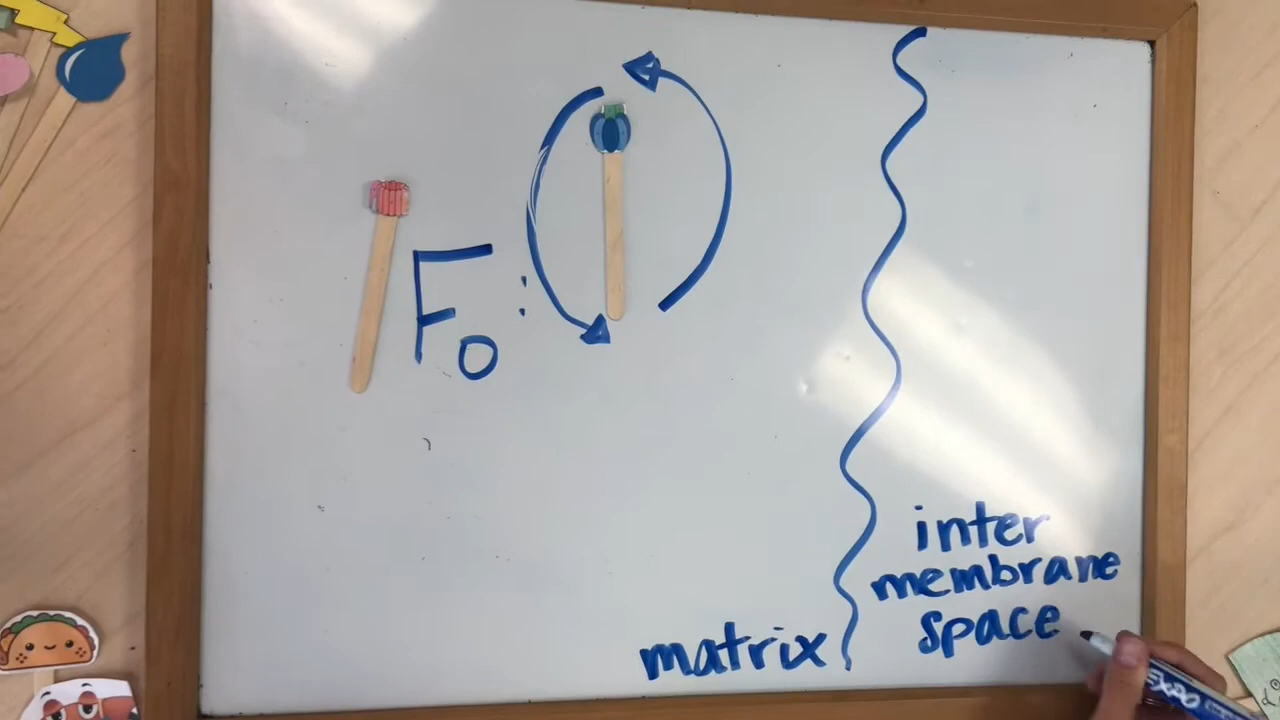 Fo:
inter
membrane
space
matrix
EXPO